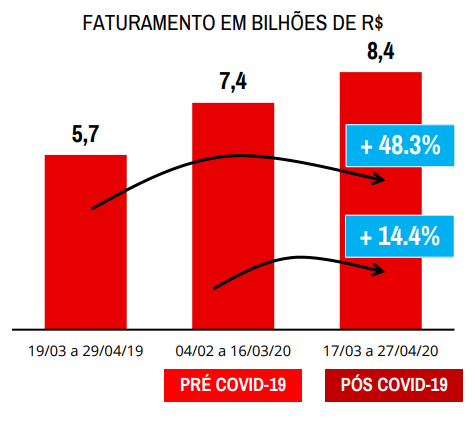 FATURAMENTO EM BILHÕES DE R$
5,7
7,4
8,4
+ 48.3%
+ 14.4%
19/03 a 29/04/19
04/02 a 16/03/20
17/03 a 27/04/20
PRÉ COVID-19
PÓS COVID-19